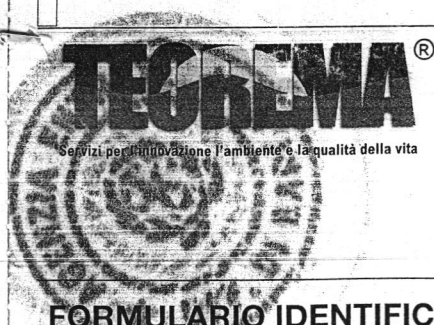 TEOREMA®
Servizi per l'innovazione l'ambiente e la qualità della vita
FORMULARIO IDENTIFIC